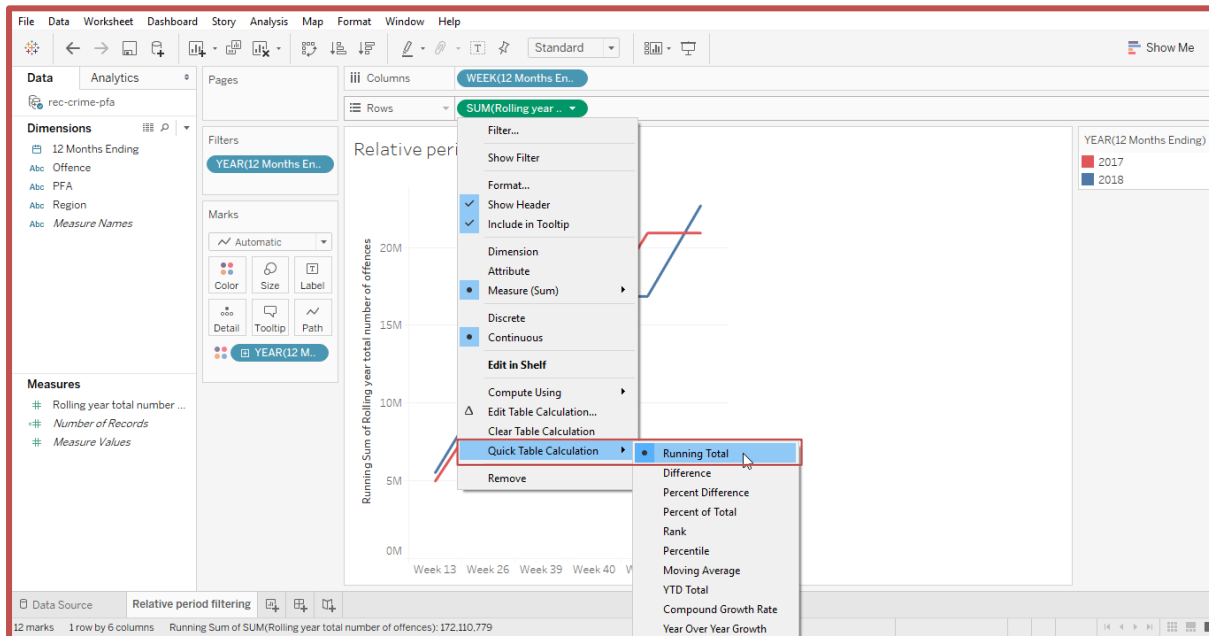 File Data Worksheet Dashboard Story Analysis Map Format Window Help
Standard
Show Me
Data Analytics
rec-crime-pfa
Dimensions
12 Months Ending
Abc Offence
Abc PFA
Abc Region
Abc Measure Names
Measures
# Rolling year total number ...
# Number of Records
# Measure Values
Pages
Filters
YEAR(12 Months En..
Marks
Automatic
Color Size Label
Detail Tooltip Path
YEAR(12 M..
iii Columns WEEK(12 Months En..
Rows SUM(Rolling year ..
Relative peri
Running Sum of Rolling year total number of offences
20M
15M
10M
5M
0M
Week 13 Week 26 Week 39 Week 40 W
Filter...
Show Filter
Format...
Show Header
Include in Tooltip
Dimension
Attribute
Measure (Sum)
Discrete
Continuous
Edit in Shelf
Compute Using
Edit Table Calculation...
Clear Table Calculation
Quick Table Calculation
Remove
Running Total
Difference
Percent Difference
Percent of Total
Rank
Percentile
Moving Average
YTD Total
Compound Growth Rate
Year Over Year Growth
YEAR(12 Months Ending)
2017
2018
Data Source Relative period filtering
12 marks 1 row by 6 columns Running Sum of SUM(Rolling year total number of offences): 172,110,779